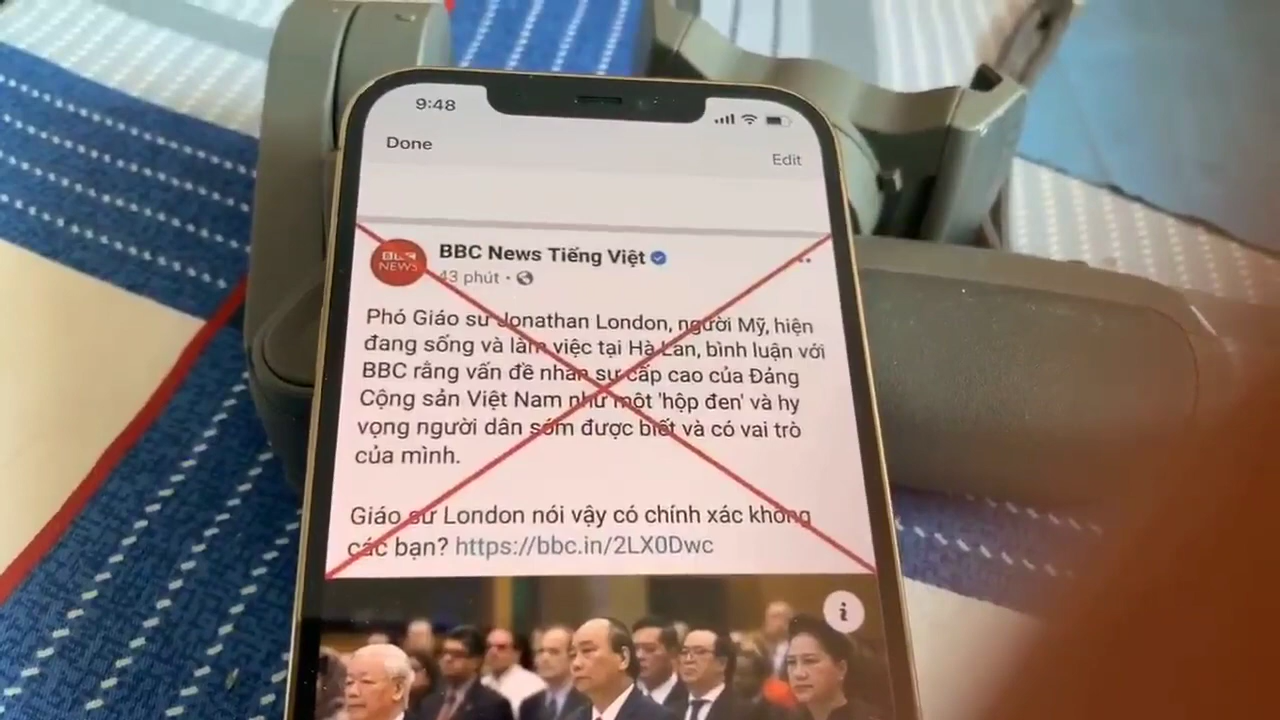 9:48
Done
Edit
BBC NEWS
BBC News Tiếng Việt
43 phút ·
Phó Giáo sư Jonathan London, người Mỹ, hiện
đang sống và làm việc tại Hà Lan, bình luận với
BBC rằng vấn đề nhân sự cấp cao của Đảng
Cộng sản Việt Nam như một 'hộp đen' và hy
vọng người dân sớm được biết và có vai trò
của mình.
Giáo sư London nói vậy có chính xác không
các bạn? https://bbc.in/2LX0Dwc
i